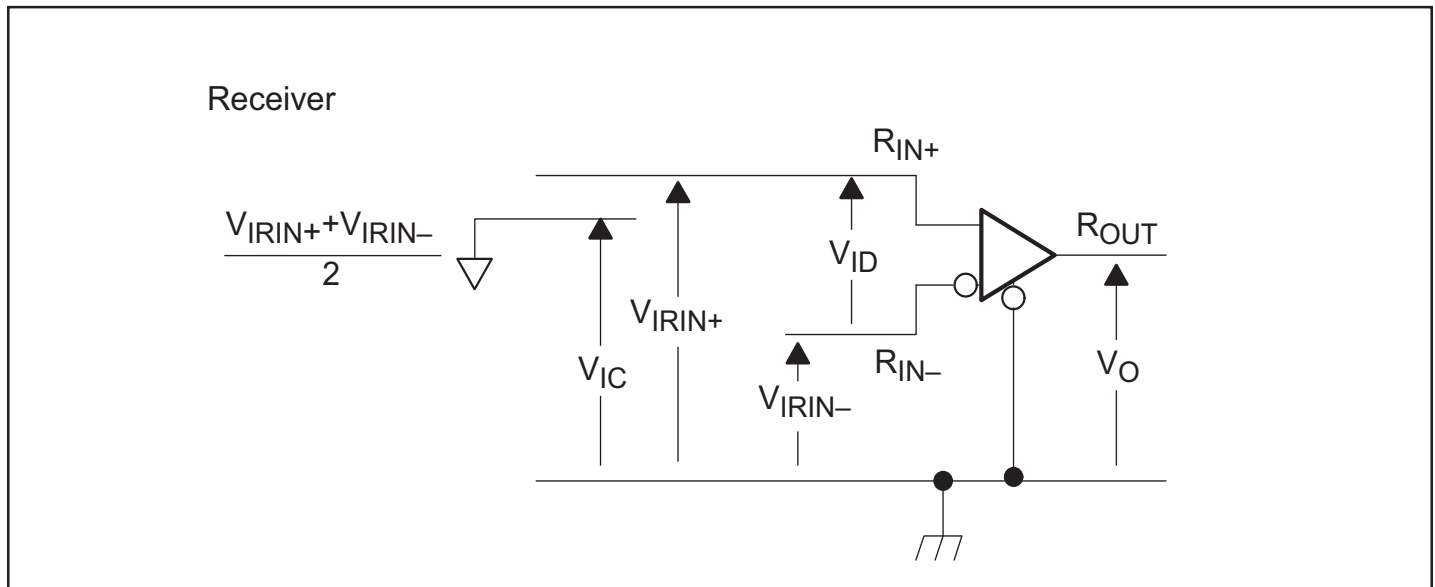 Receiver
RIN+
VIRIN++VIRIN–
2
ROUT
VID
VIRIN+
RIN–
VIC
VO
VIRIN–